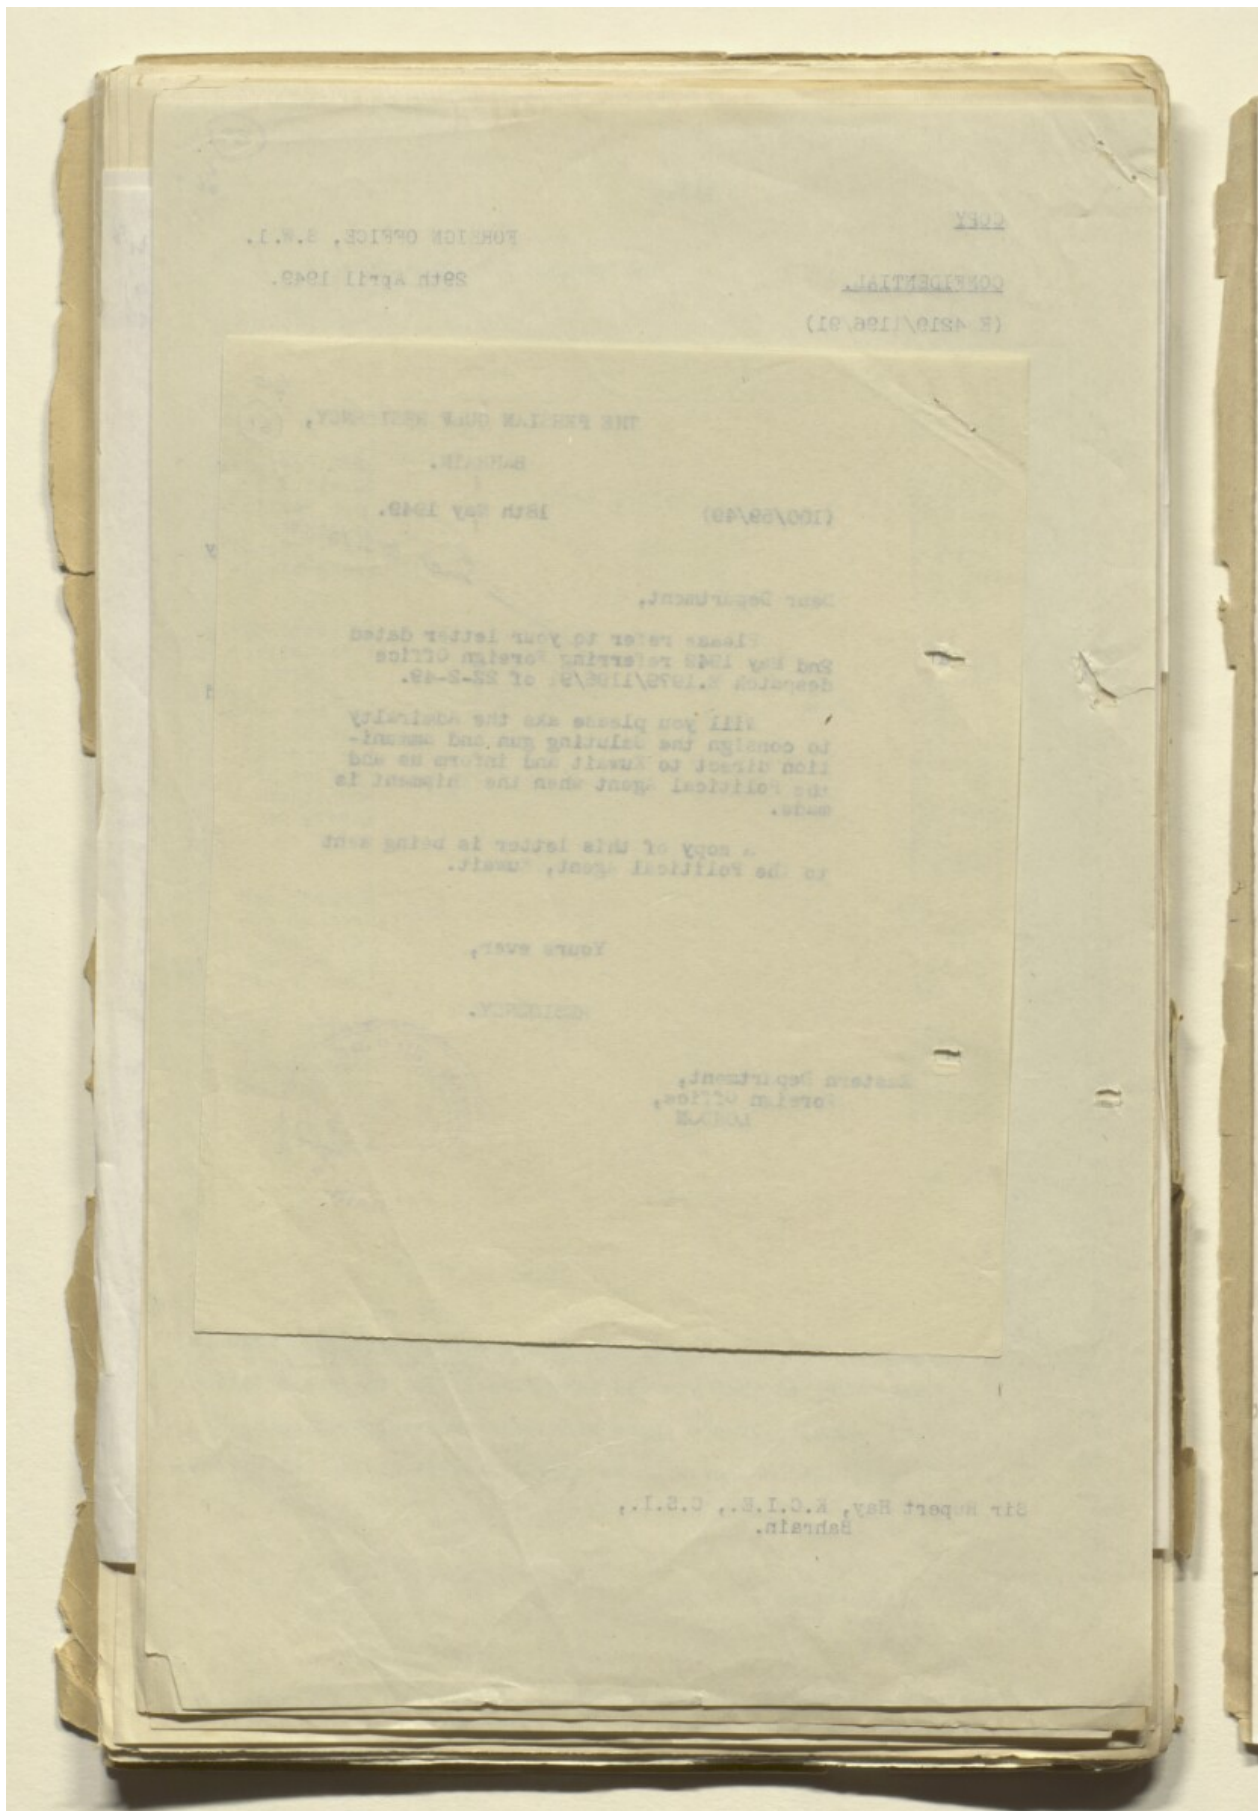 COPY
FOREIGN OFFICE, S.W.1.
CONFIDENTIAL.
29th April 1949.
(E 4219/1196/91)
THE PERSIAN GULF RESIDENCY,
BAHRAIN.
(100/69/49)
18th May 1949.
Dear Department,
Please refer to your letter dated
2nd May 1949 referring Foreign Office
despatch E.1979/1196/91 of 22-2-49.
Will you please ask the Admiralty
to consign the Saluting gun and ammuni-
tion direct to Kuwait and inform us and
the Political Agent when the shipment is
made.
A copy of this letter is being sent
to the Political Agent, Kuwait.
Yours ever,
RESIDENCY.
Eastern Department,
Foreign Office,
LONDON
Sir Rupert Hay, K.C.I.E., C.S.I.,
Bahrain.